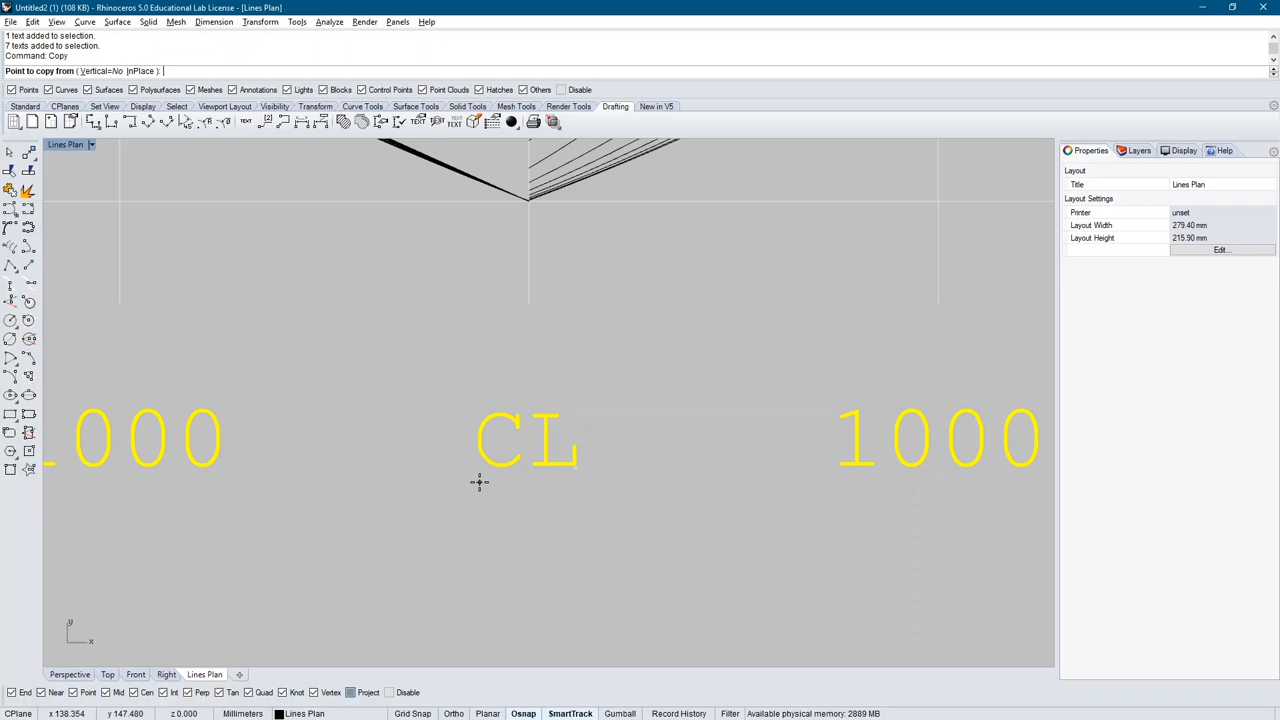 Untitled2 (1) (108 KB) - Rhinoceros 5.0 Educational Lab License - [Lines Plan]
File Edit View Curve Surface Solid Mesh Dimension Transform Tools Analyze Render Panels Help
1 text added to selection.
7 texts added to selection.
Command: Copy
Point to copy from ( Vertical=No InPlace ):
Points Curves Surfaces Polysurfaces Meshes Annotations Lights Blocks Control Points Point Clouds Hatches Others Disable
Standard CPlanes Set View Display Select Viewport Layout Visibility Transform Curve Tools Surface Tools Solid Tools Mesh Tools Render Tools Drafting New in V5
Lines Plan
Properties Layers Display Help
Layout
Title Lines Plan
Layout Settings
Printer unset
Layout Width 279.40 mm
Layout Height 215.90 mm
Edit...
1000 CL 1000
y
x
Perspective Top Front Right Lines Plan
End Near Point Mid Cen Int Perp Tan Quad Knot Vertex Project Disable
CPlane x 138.354 y 147.480 z 0.000 Millimeters Lines Plan Grid Snap Ortho Planar Osnap SmartTrack Gumball Record History Filter Available physical memory: 2889 MB